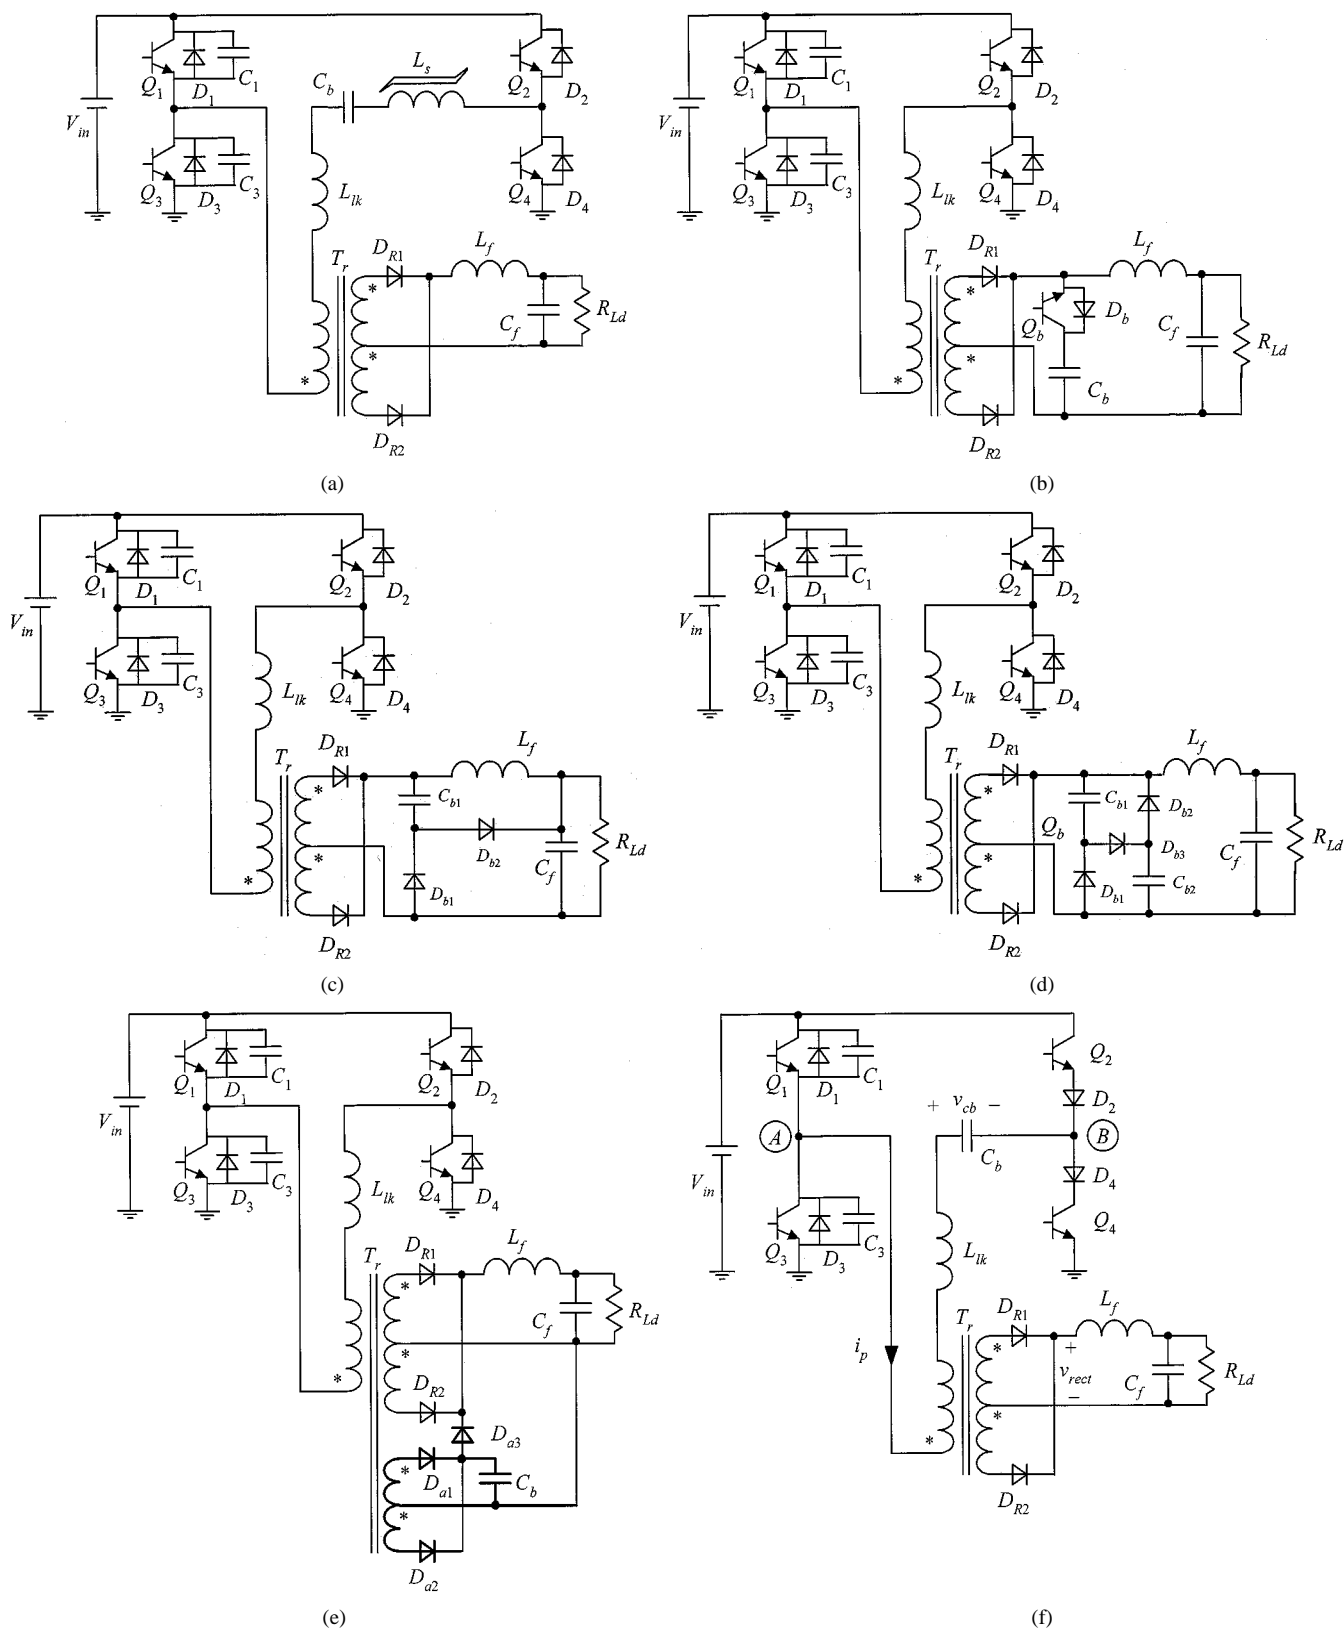 Q_1 D_1 C_1 C_b L_s Q_2 D_2
V_in
Q_3 D_3 C_3 L_lk Q_4 D_4
T_r D_R1 L_f
* * *
C_f R_Ld
D_R2
(a)
Q_1 D_1 C_1 Q_2 D_2
V_in
Q_3 D_3 C_3 L_lk Q_4 D_4
T_r D_R1 L_f
* * *
Q_b D_b C_f R_Ld
C_b
D_R2
(b)
Q_1 D_1 C_1 Q_2 D_2
V_in
Q_3 D_3 C_3 L_lk Q_4 D_4
T_r D_R1 L_f
* * *
C_b1 D_b2 C_f R_Ld
D_b1
D_R2
(c)
Q_1 D_1 C_1 Q_2 D_2
V_in
Q_3 D_3 C_3 L_lk Q_4 D_4
T_r D_R1 L_f
* * *
C_b1 D_b2
Q_b D_b3 C_f R_Ld
D_b1 C_b2
D_R2
(d)
Q_1 D_1 C_1 Q_2 D_2
V_in
Q_3 D_3 C_3 L_lk Q_4 D_4
T_r D_R1 L_f
* * *
C_f R_Ld
D_R2
D_a3
* *
D_a1 C_b
D_a2
(e)
Q_1 D_1 C_1 Q_2
D_2
+ v_cb −
A C_b B
V_in
D_4
Q_3 D_3 C_3 L_lk Q_4
T_r D_R1 L_f
i_p
* * *
+ v_rect −
C_f R_Ld
D_R2
(f)